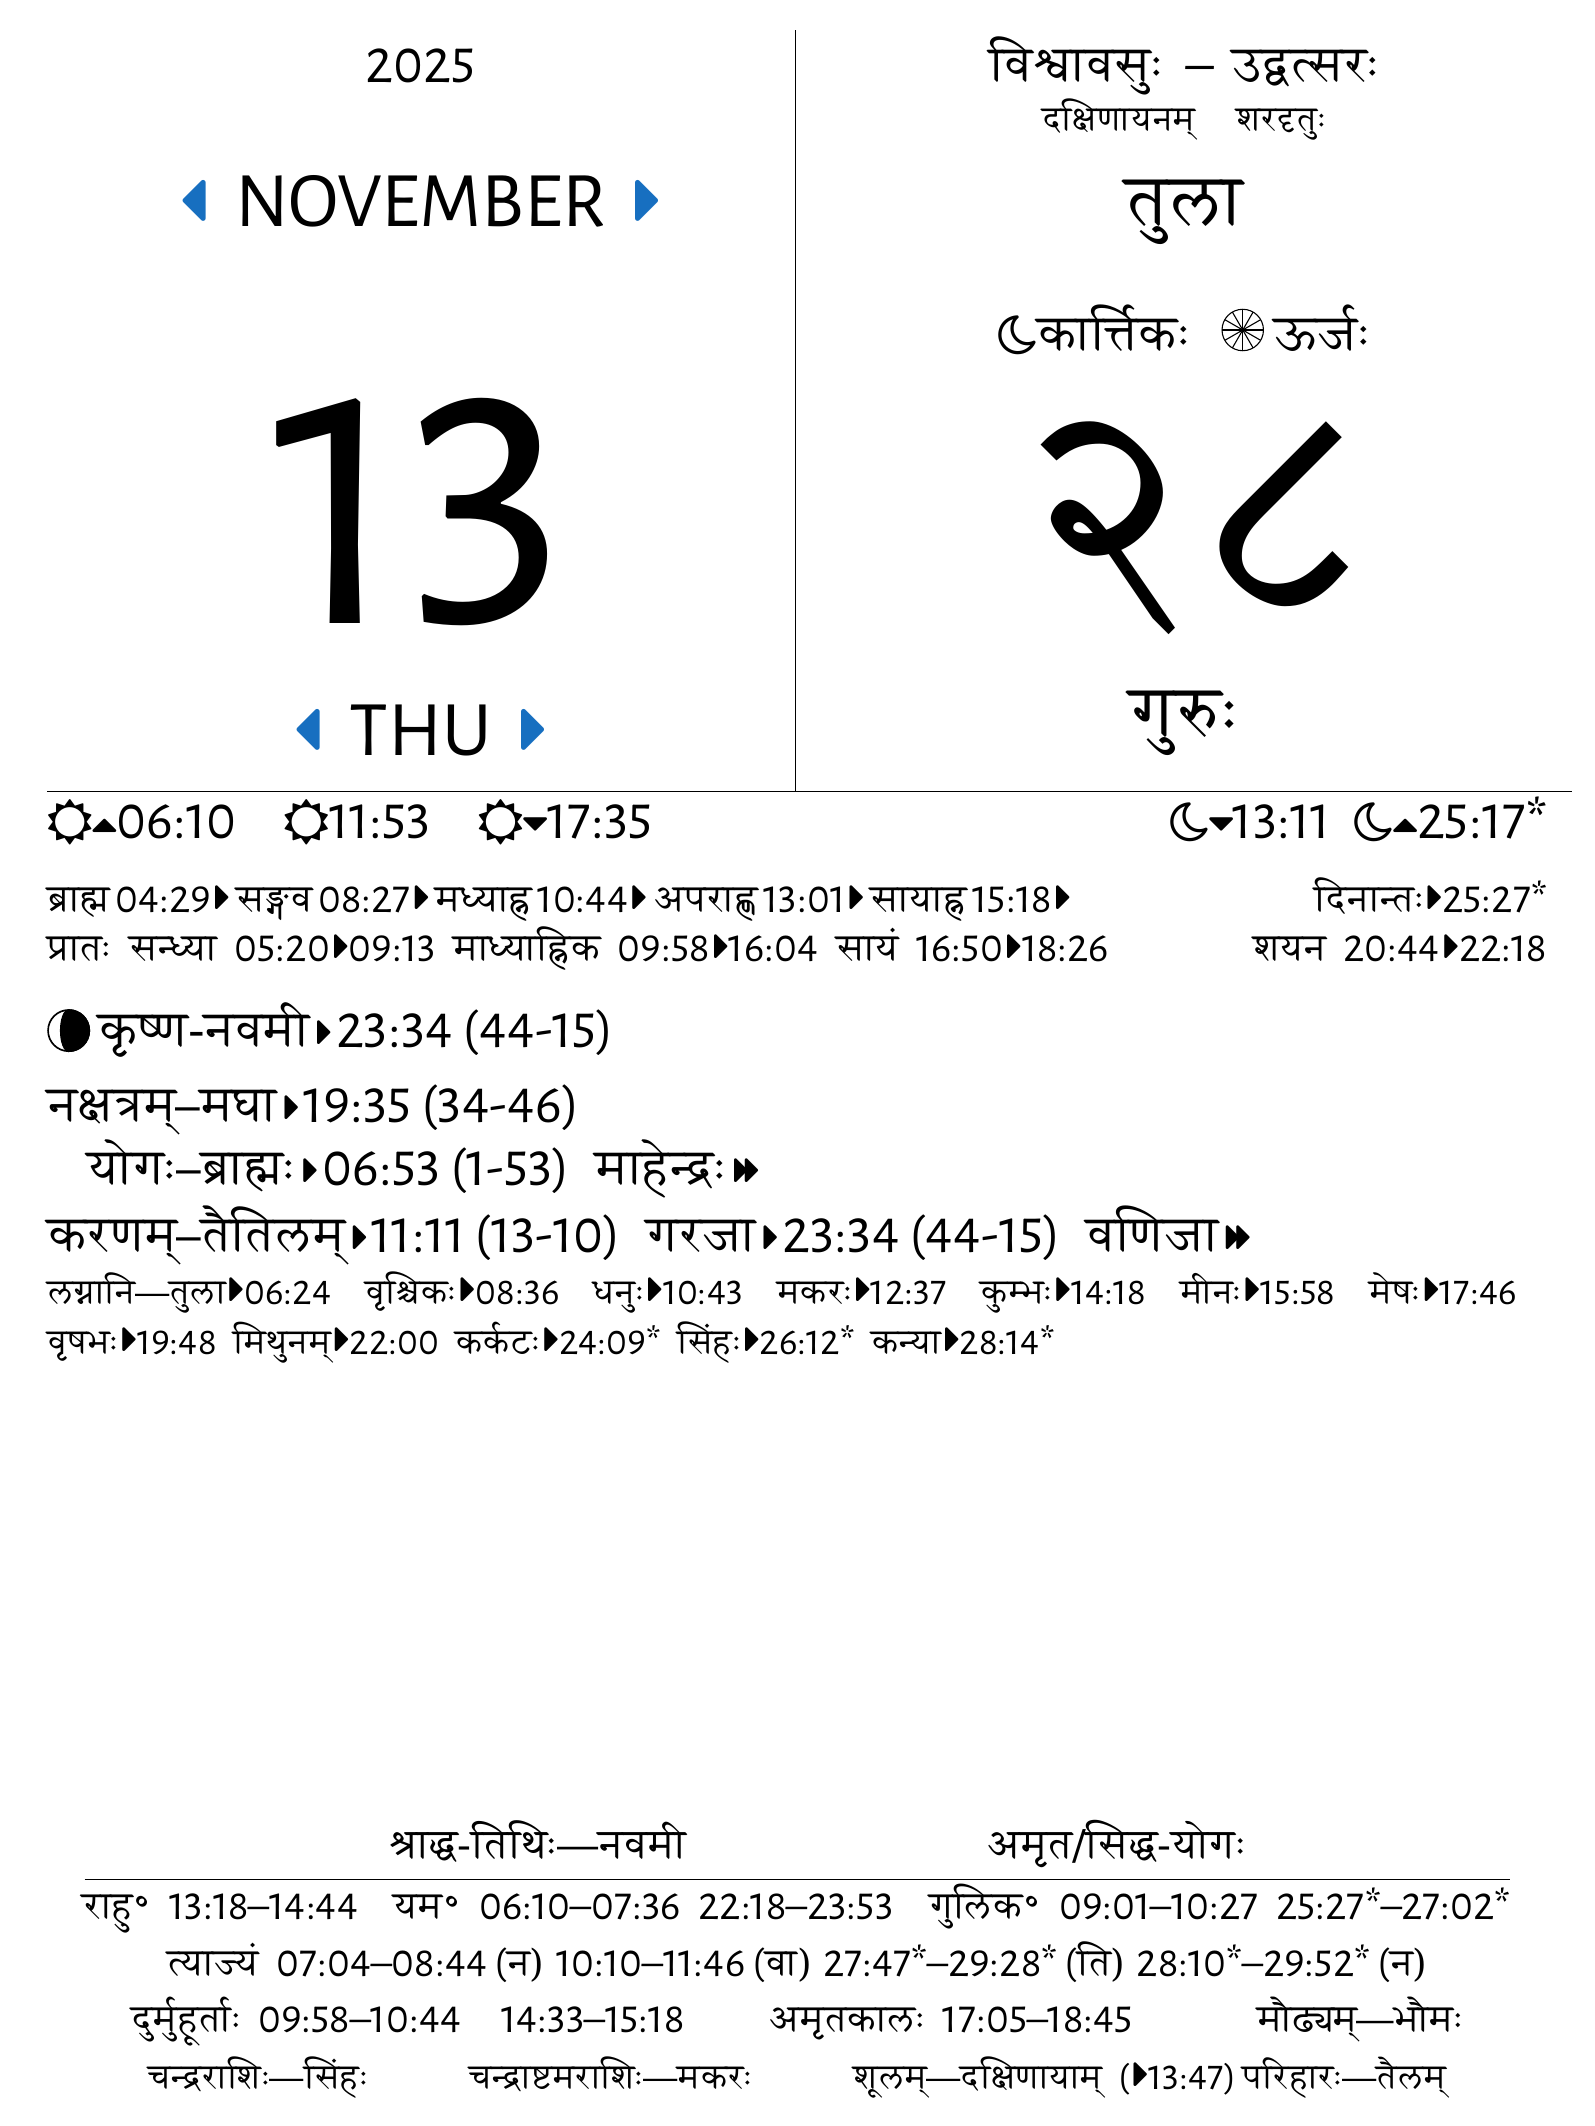 2025
NOVEMBER
13
THU
विश्वावसुः – उद्वत्सरः
दक्षिणायनम् शरदृतुः
तुला
कार्त्तिकः ऊर्जः
२८
गुरुः
06:10 11:53 17:35 13:11 25:17*
ब्राह्म 04:29 सङ्गव 08:27 मध्याह्न 10:44 अपराह्ण 13:01 सायाह्न 15:18 दिनान्तः 25:27*
प्रातः सन्ध्या 05:20 09:13 माध्याह्निक 09:58 16:04 सायं 16:50 18:26 शयन 20:44 22:18
कृष्ण-नवमी 23:34 (44-15)
नक्षत्रम्–मघा 19:35 (34-46)
योगः–ब्राह्मः 06:53 (1-53) माहेन्द्रः
करणम्–तैतिलम् 11:11 (13-10) गरजा 23:34 (44-15) वणिजा
लग्नानि—तुला 06:24 वृश्चिकः 08:36 धनुः 10:43 मकरः 12:37 कुम्भः 14:18 मीनः 15:58 मेषः 17:46
वृषभः 19:48 मिथुनम् 22:00 कर्कटः 24:09* सिंहः 26:12* कन्या 28:14*
श्राद्ध-तिथिः—नवमी अमृत/सिद्ध-योगः
राहु॰ 13:18–14:44 यम॰ 06:10–07:36 22:18–23:53 गुलिक॰ 09:01–10:27 25:27*–27:02*
त्याज्यं 07:04–08:44 (न) 10:10–11:46 (वा) 27:47*–29:28* (ति) 28:10*–29:52* (न)
दुर्मुहूर्ताः 09:58–10:44 14:33–15:18 अमृतकालः 17:05–18:45 मौढ्यम्—भौमः
चन्द्रराशिः—सिंहः चन्द्राष्टमराशिः—मकरः शूलम्—दक्षिणायाम् (13:47) परिहारः—तैलम्